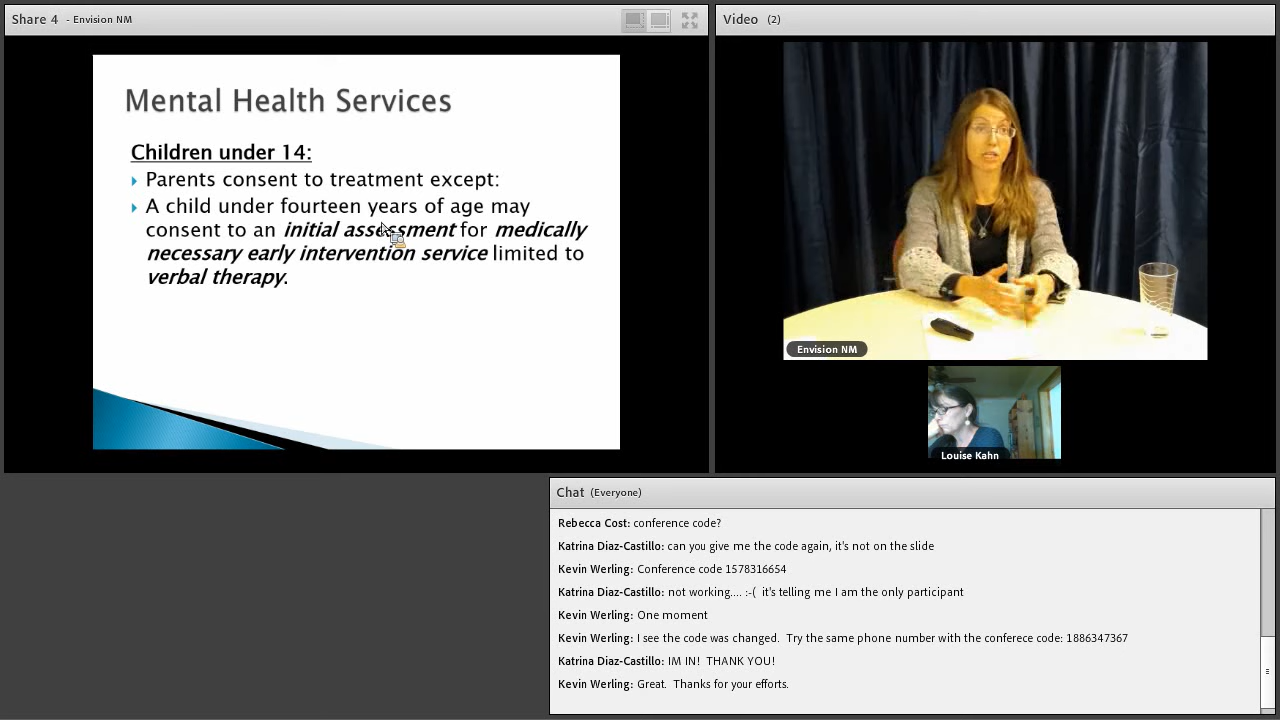 Share 4 - Envision NM
Mental Health Services
Children under 14:
Parents consent to treatment except:
A child under fourteen years of age may
consent to an initial assessment for medically
necessary early intervention service limited to
verbal therapy.
Video (2)
Envision NM
Louise Kahn
Chat (Everyone)
Rebecca Cost: conference code?
Katrina Diaz-Castillo: can you give me the code again, it's not on the slide
Kevin Werling: Conference code 1578316654
Katrina Diaz-Castillo: not working.... :-( it's telling me I am the only participant
Kevin Werling: One moment
Kevin Werling: I see the code was changed. Try the same phone number with the conferece code: 1886347367
Katrina Diaz-Castillo: IM IN! THANK YOU!
Kevin Werling: Great. Thanks for your efforts.